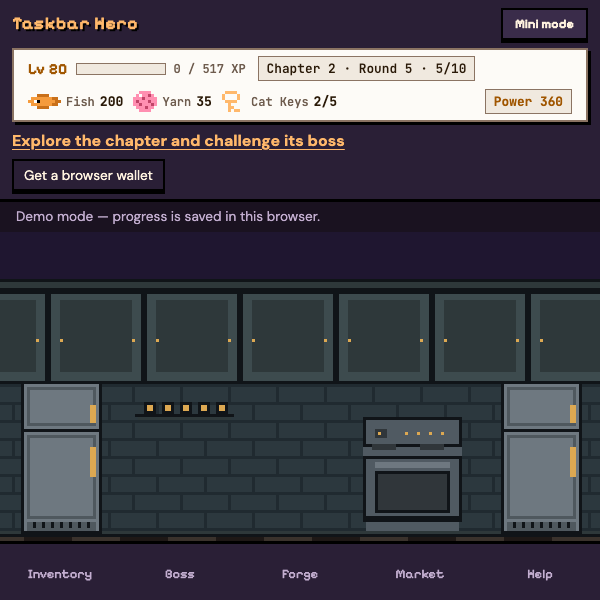 Taskbar Hero
Mini mode
Lv 80 0 / 517 XP Chapter 2 · Round 5 · 5/10
Fish 200 Yarn 35 Cat Keys 2/5 Power 360
Explore the chapter and challenge its boss
Get a browser wallet
Demo mode — progress is saved in this browser.
Inventory Boss Forge Market Help